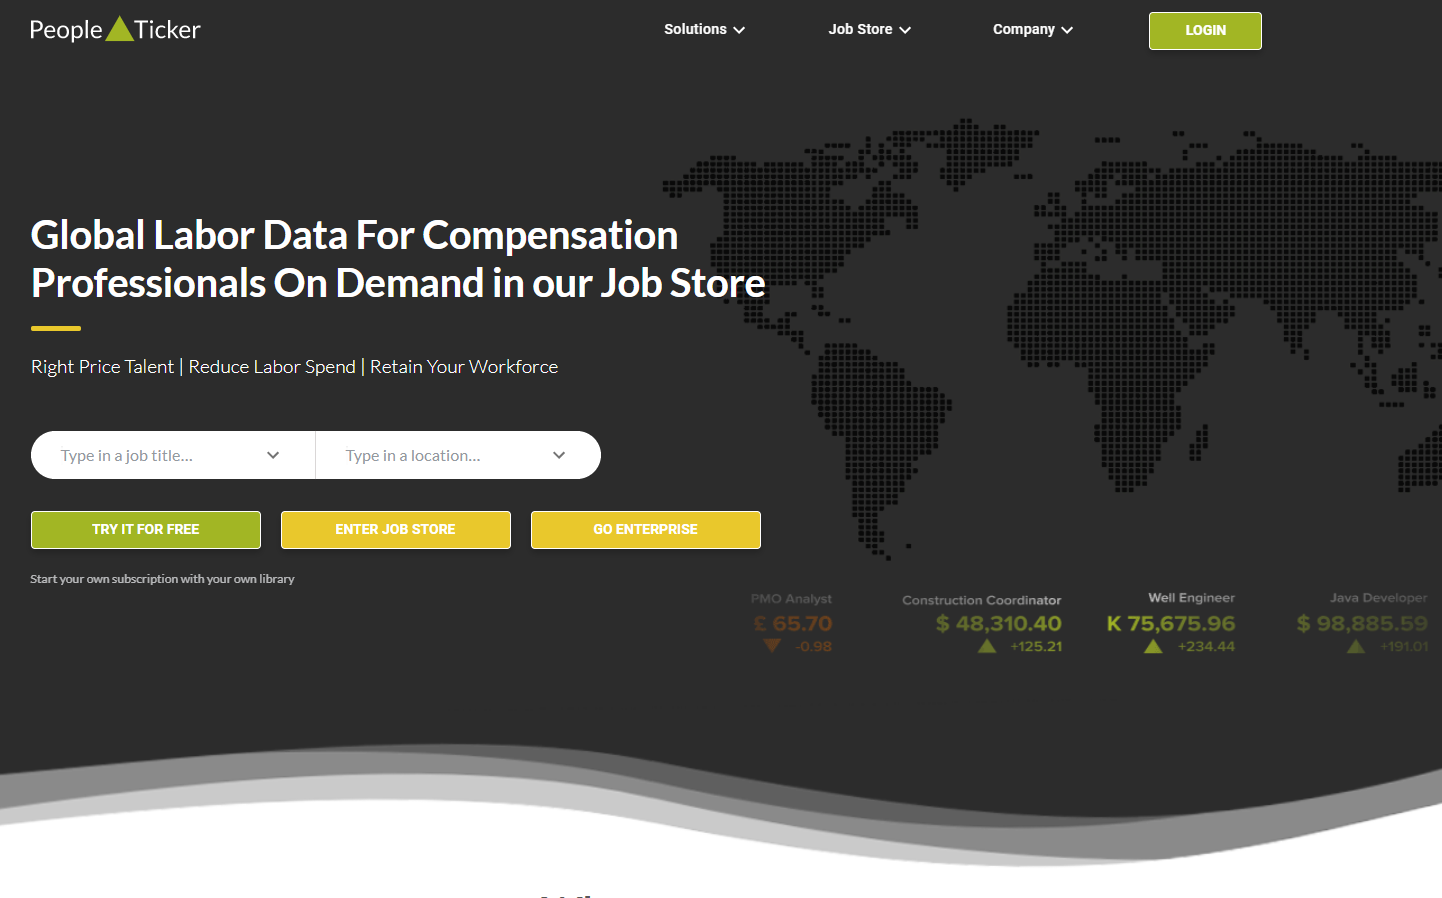 People Ticker
Solutions
Job Store
Company
LOGIN
Global Labor Data For Compensation
Professionals On Demand in our Job Store
Right Price Talent | Reduce Labor Spend | Retain Your Workforce
Type in a job title...
Type in a location...
TRY IT FOR FREE
ENTER JOB STORE
GO ENTERPRISE
Start your own subscription with your own library
PMO Analyst
£ 65.70
-0.98
Construction Coordinator
$ 48,310.40
+125.21
Well Engineer
K 75,675.96
+234.44
Java Developer
$ 98,885.59
+191.01